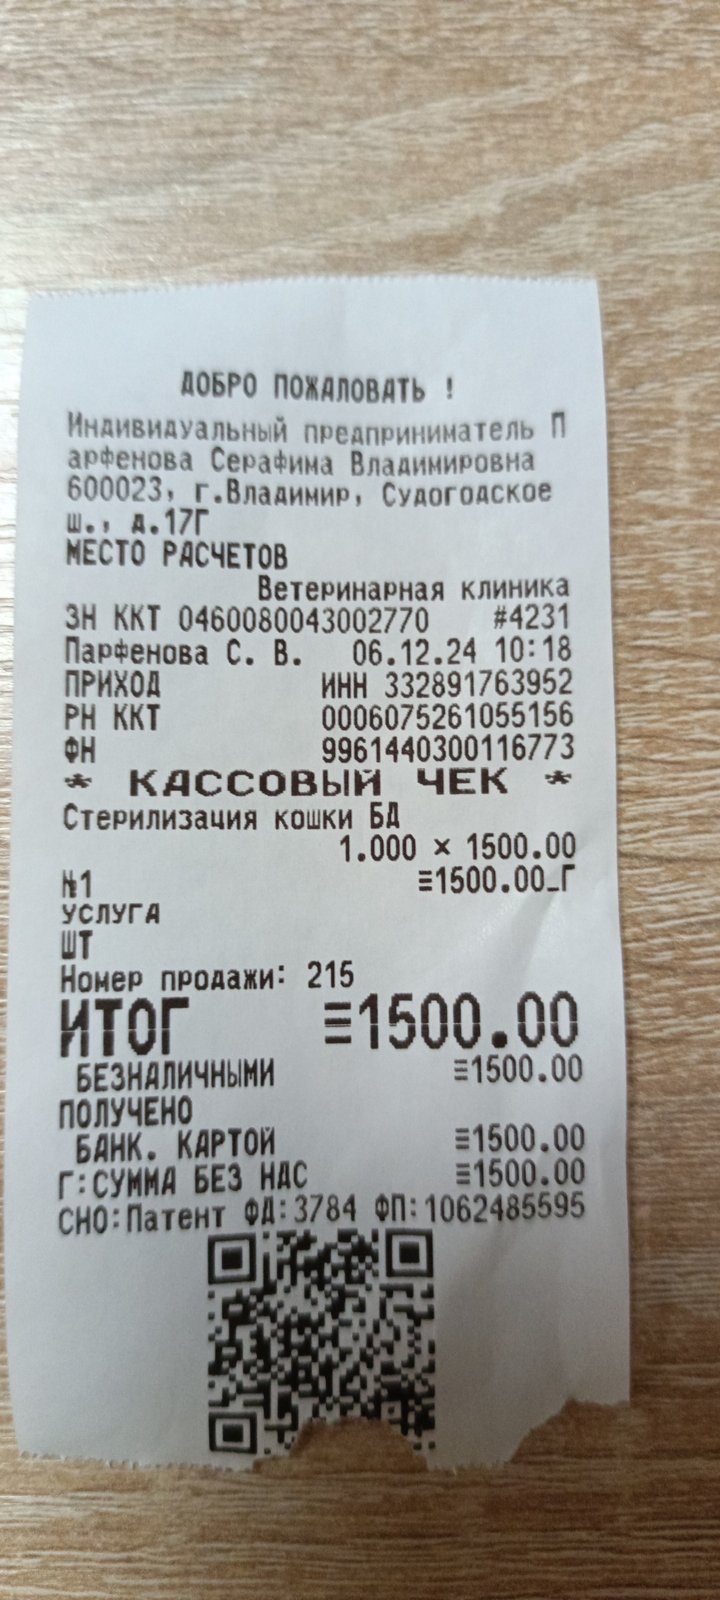 ДОБРО ПОЖАЛОВАТЬ !
Индивидуальный предприниматель П
арфенова Серафима Владимировна
600023, г.Владимир, Судогодское
ш., д.17Г
МЕСТО РАСЧЕТОВ
Ветеринарная клиника
ЗН ККТ 0460080043002770 #4231
Парфенова С. В. 06.12.24 10:18
ПРИХОД ИНН 332891763952
РН ККТ 0006075261055156
ФН 9961440300116773
* КАССОВЫЙ ЧЕК *
Стерилизация кошки БД
1.000 × 1500.00
№1 ≡1500.00_Г
УСЛУГА
ШТ
Номер продажи: 215
ИТОГ ≡1500.00
БЕЗНАЛИЧНЫМИ ≡1500.00
ПОЛУЧЕНО
БАНК. КАРТОЙ ≡1500.00
Г:СУММА БЕЗ НДС ≡1500.00
СНО:Патент ФД:3784 ФП:1062485595